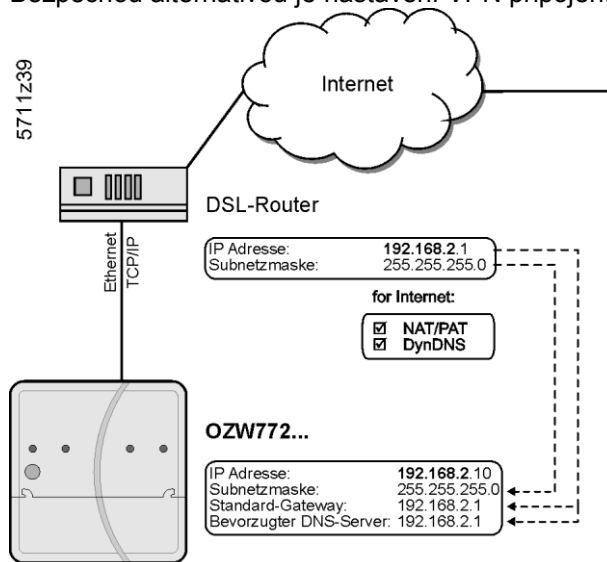 Bezpečnou alternativou je nastavení VPN připojení
5711z39
Internet
DSL-Router
Ethernet
TCP/IP
IP Adresse: 192.168.2.1
Subnetzmaske: 255.255.255.0
for Internet:
☑ NAT/PAT
☑ DynDNS
OZW772...
IP Adresse: 192.168.2.10
Subnetzmaske: 255.255.255.0
Standard-Gateway: 192.168.2.1
Bevorzugter DNS-Server: 192.168.2.1